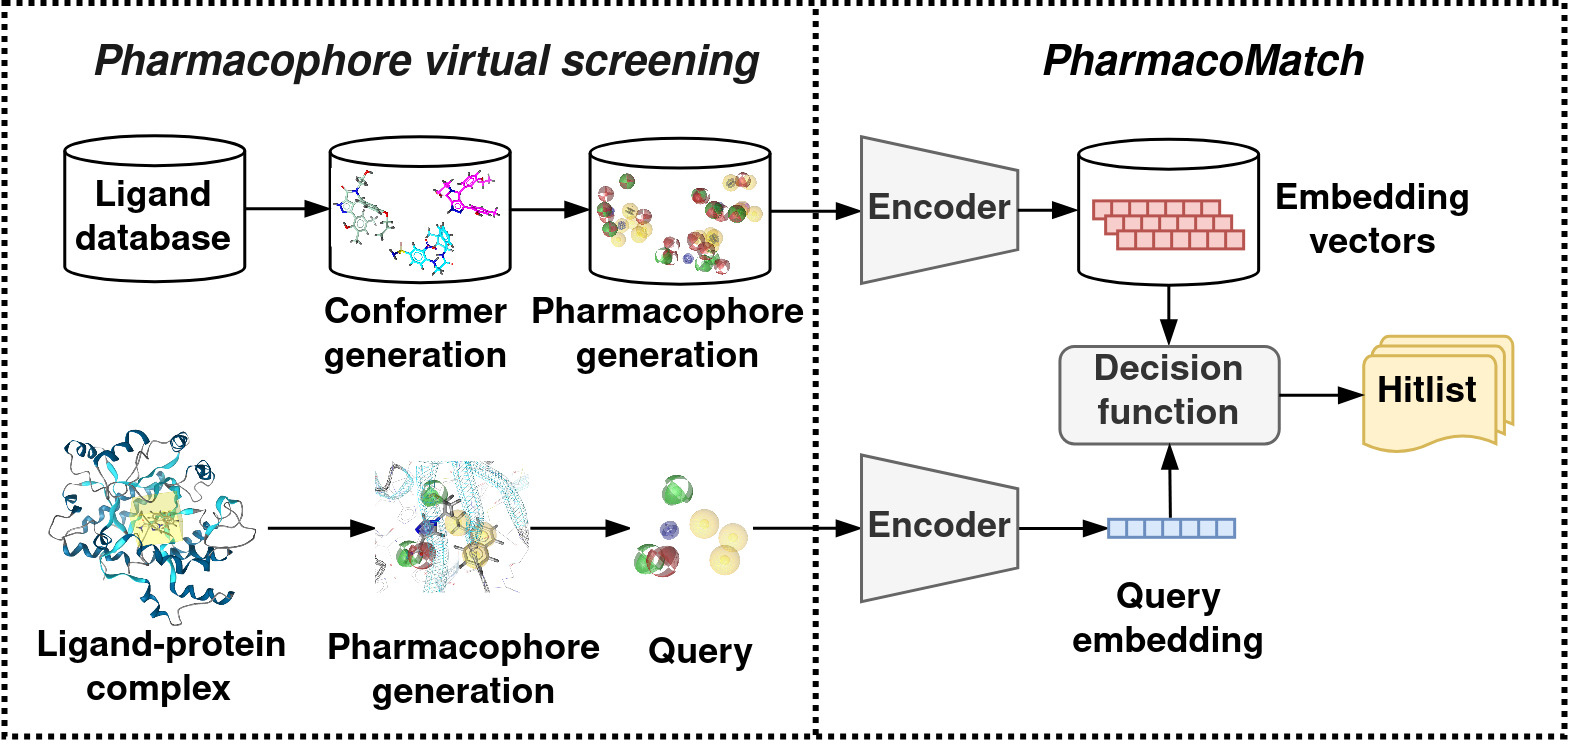 Pharmacophore virtual screening
PharmacoMatch
Ligand
database
Conformer
generation
Pharmacophore
generation
Encoder
Embedding
vectors
Decision
function
Hitlist
Ligand-protein
complex
Pharmacophore
generation
Query
Encoder
Query
embedding